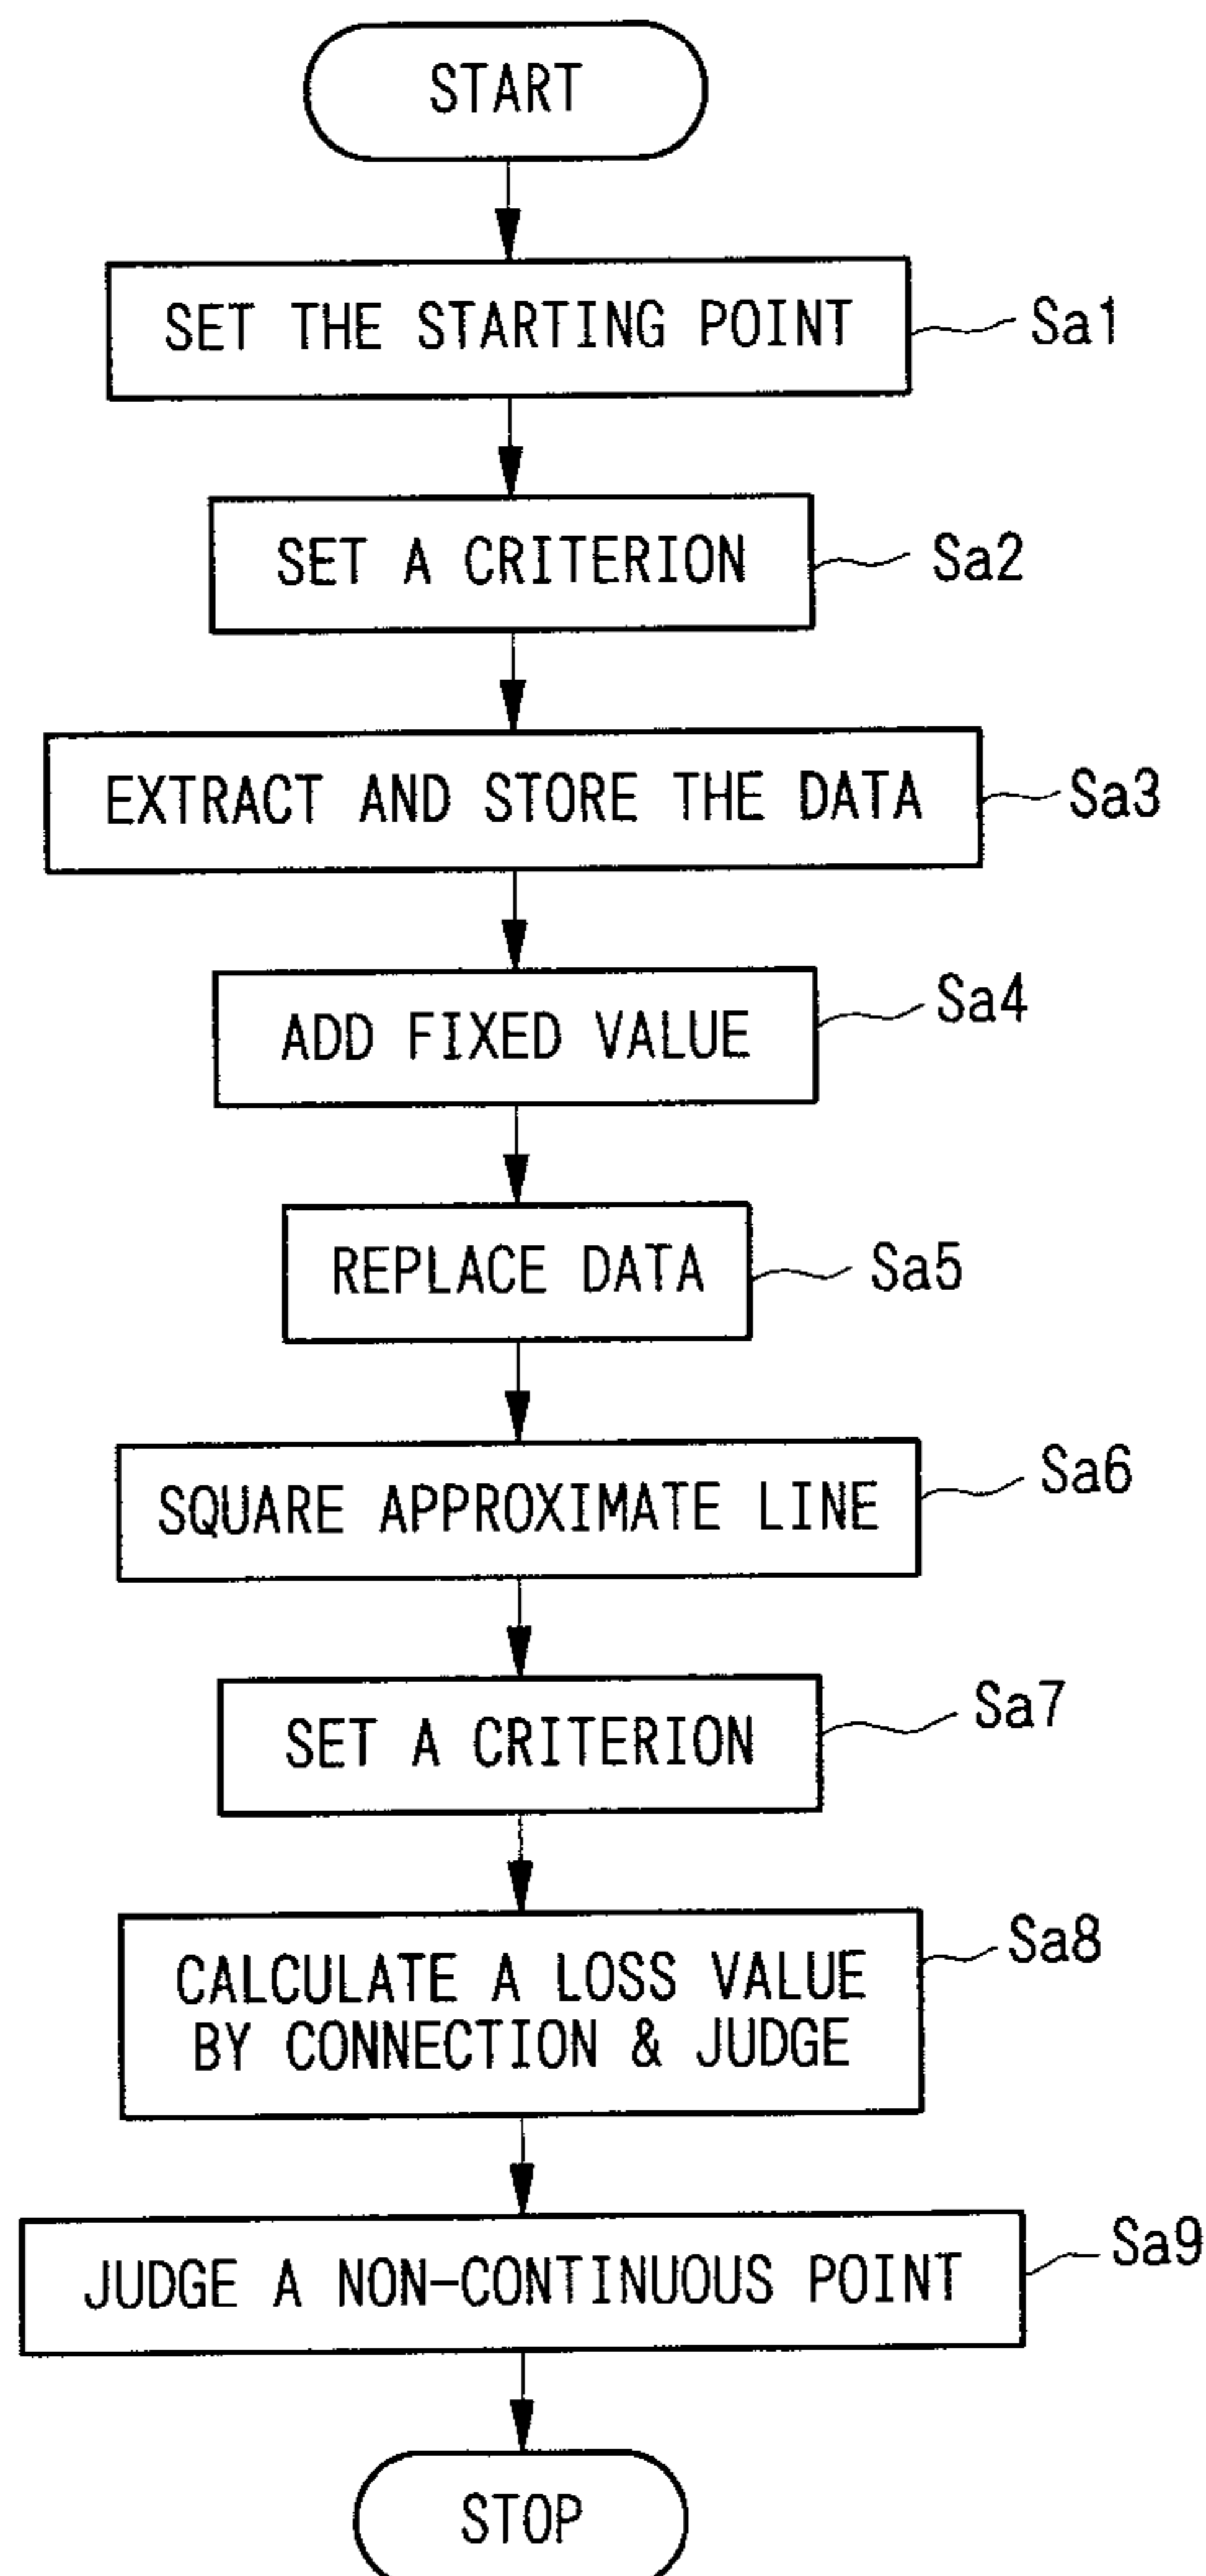 START
SET THE STARTING POINT Sa1
SET A CRITERION Sa2
EXTRACT AND STORE THE DATA Sa3
ADD FIXED VALUE Sa4
REPLACE DATA Sa5
SQUARE APPROXIMATE LINE Sa6
SET A CRITERION Sa7
CALCULATE A LOSS VALUE Sa8
BY CONNECTION & JUDGE
JUDGE A NON-CONTINUOUS POINT Sa9
STOP